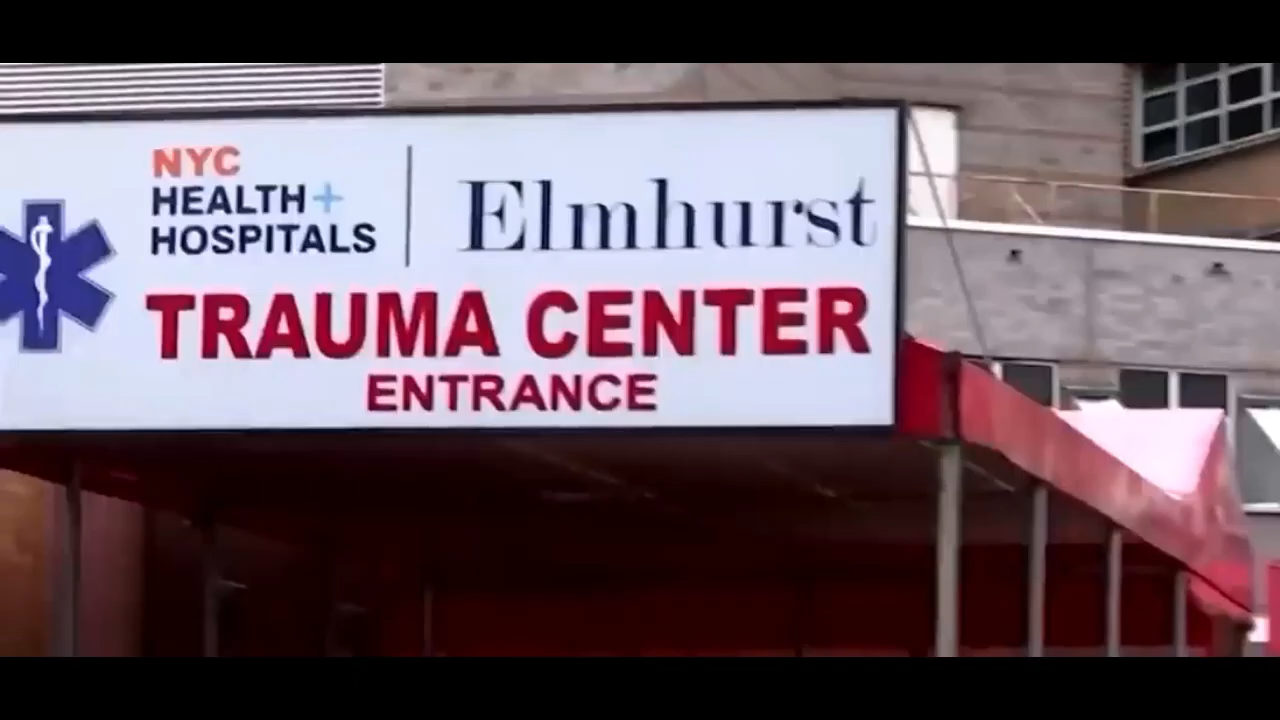 NYC
HEALTH+
HOSPITALS
Elmhurst
TRAUMA CENTER
ENTRANCE